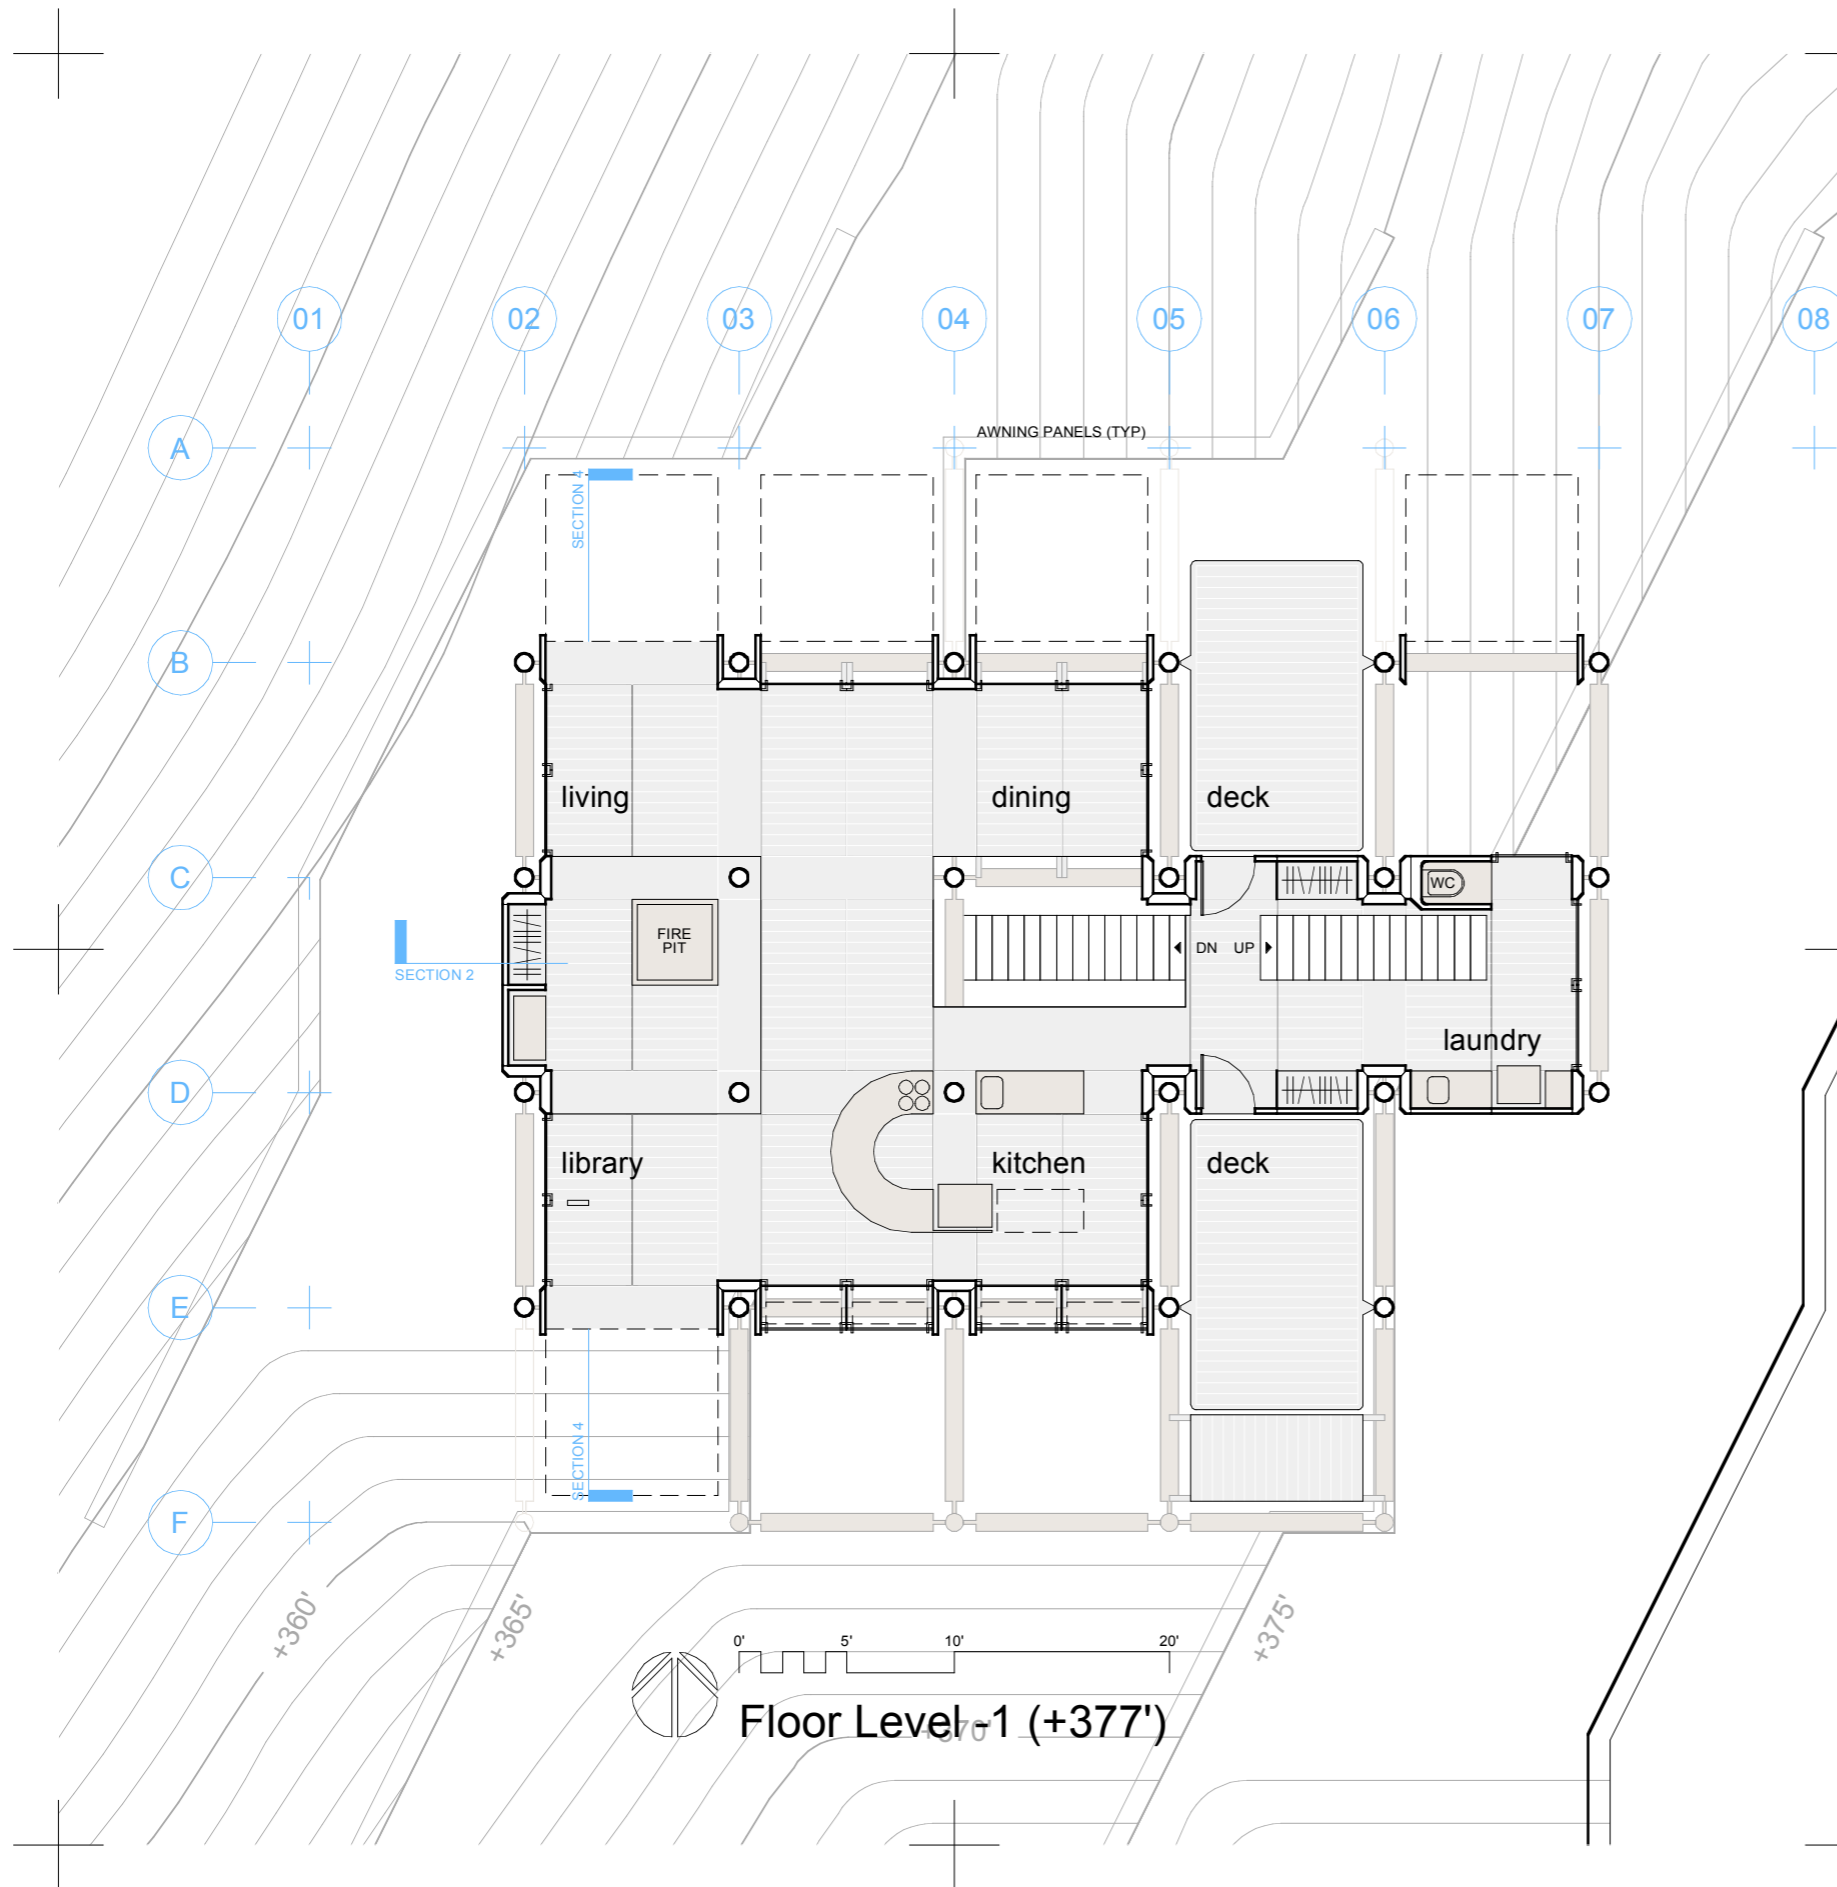 01 02 03 04 05 06 07 08
A
AWNING PANELS (TYP)
SECTION 4
B
living
dining
deck
C
WC
FIRE
PIT
DN UP
SECTION 2
laundry
D
library
kitchen
deck
E
SECTION 4
F
+360'
+365'
+375'
0' 5' 10' 20'
Floor Level -1 (+377')
+370'